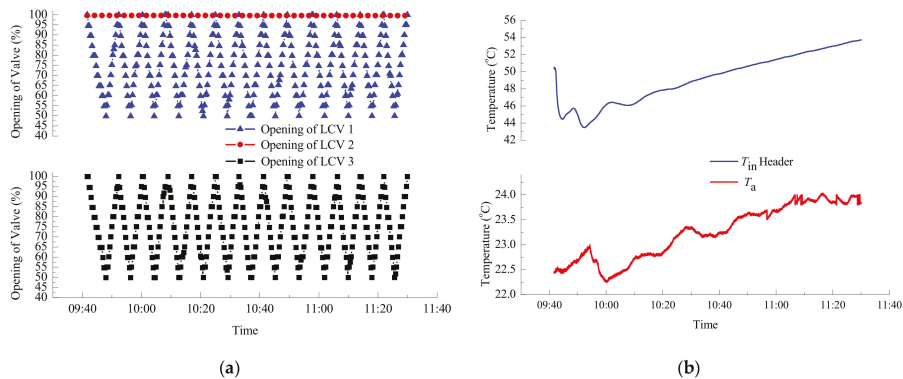 100
95
90
85
80
75
70
65
60
55
50
45
40
Opening of Valve (%)
Opening of LCV 1
Opening of LCV 2
Opening of LCV 3
100
95
90
85
80
75
70
65
60
55
50
45
40
Opening of Valve (%)
09:40 10:00 10:20 10:40 11:00 11:20 11:40
Time
(a)
56
54
52
50
48
46
44
42
Temperature (°C)
Tin Header
Ta
24.0
23.5
23.0
22.5
22.0
Temperature (°C)
09:40 10:00 10:20 10:40 11:00 11:20 11:40
Time
(b)